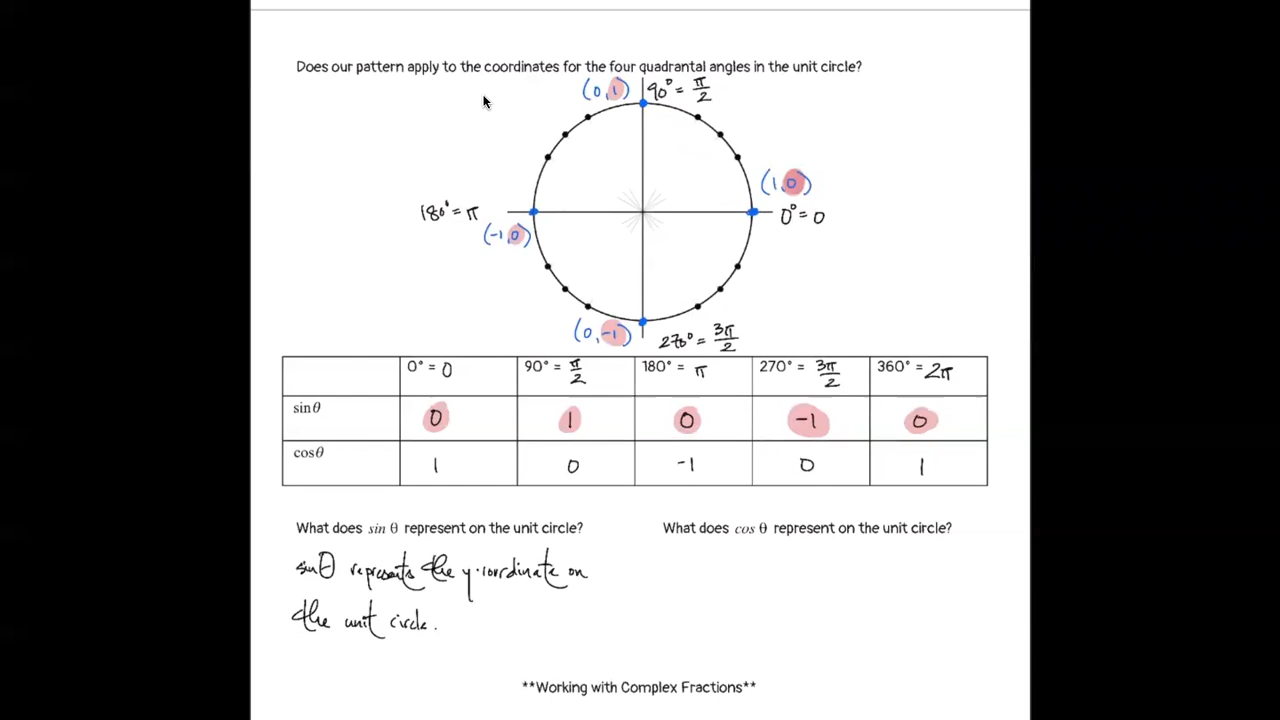 Does our pattern apply to the coordinates for the four quadrantal angles in the unit circle?
(0,1) 90° = π/2
(1,0)
180° = π
0° = 0
(-1,0)
(0,-1) 270° = 3π/2
0° = 0 90° = π/2 180° = π 270° = 3π/2 360° = 2π
sinθ 0 1 0 -1 0
cosθ 1 0 -1 0 1
What does sin θ represent on the unit circle? What does cos θ represent on the unit circle?
sinθ represents the y-coordinate on
the unit circle.
**Working with Complex Fractions**